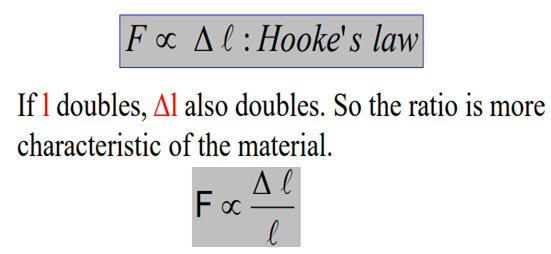 F ∝ Δ ℓ : Hooke's law
If l doubles, Δl also doubles. So the ratio is more
characteristic of the material.
F ∝ Δ ℓ / ℓ